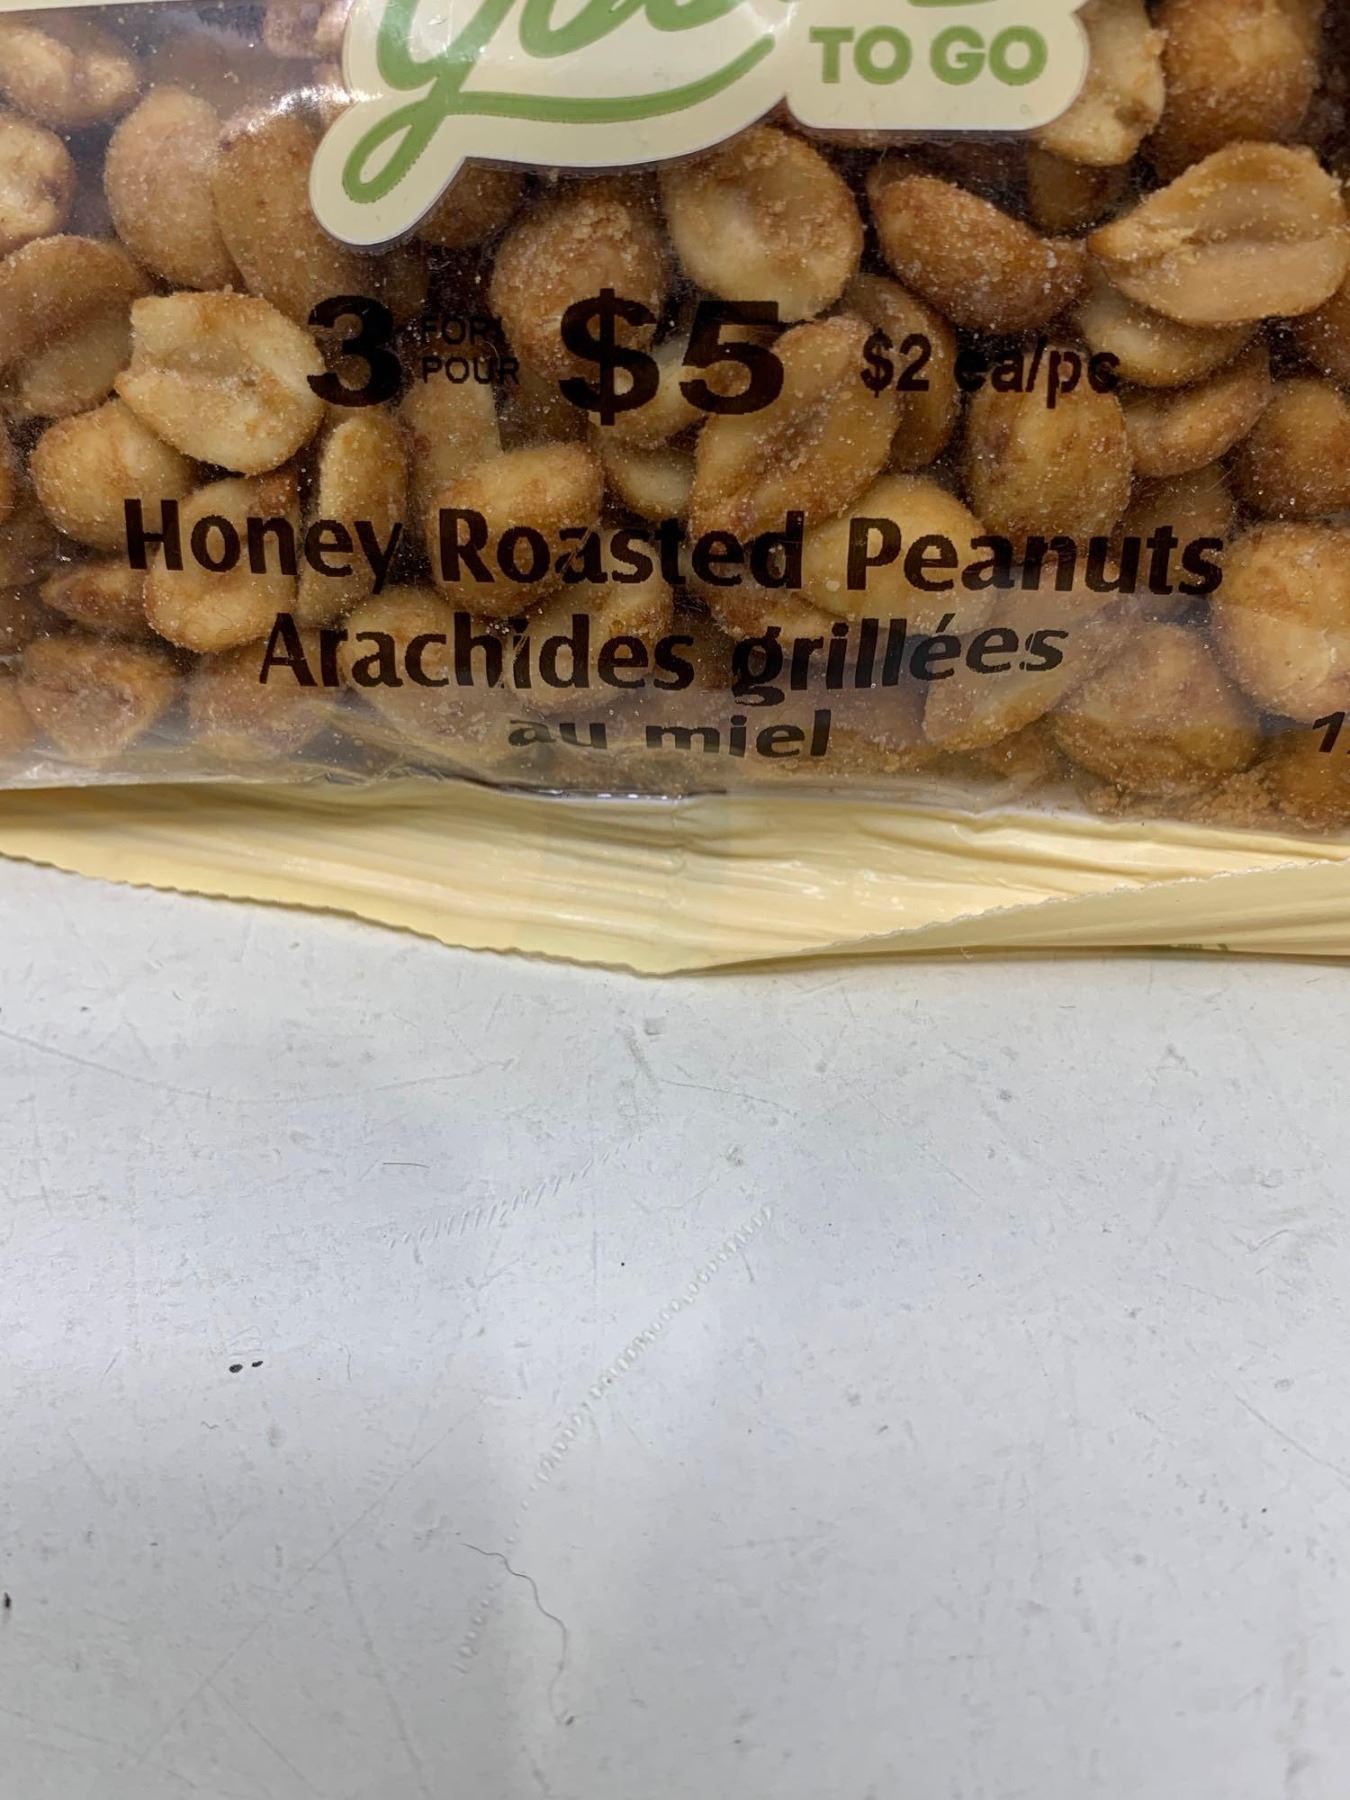 TO GO
3 FOR $5 $2 ea/pc
POUR
Honey Roasted Peanuts
Arachides grillées
au miel